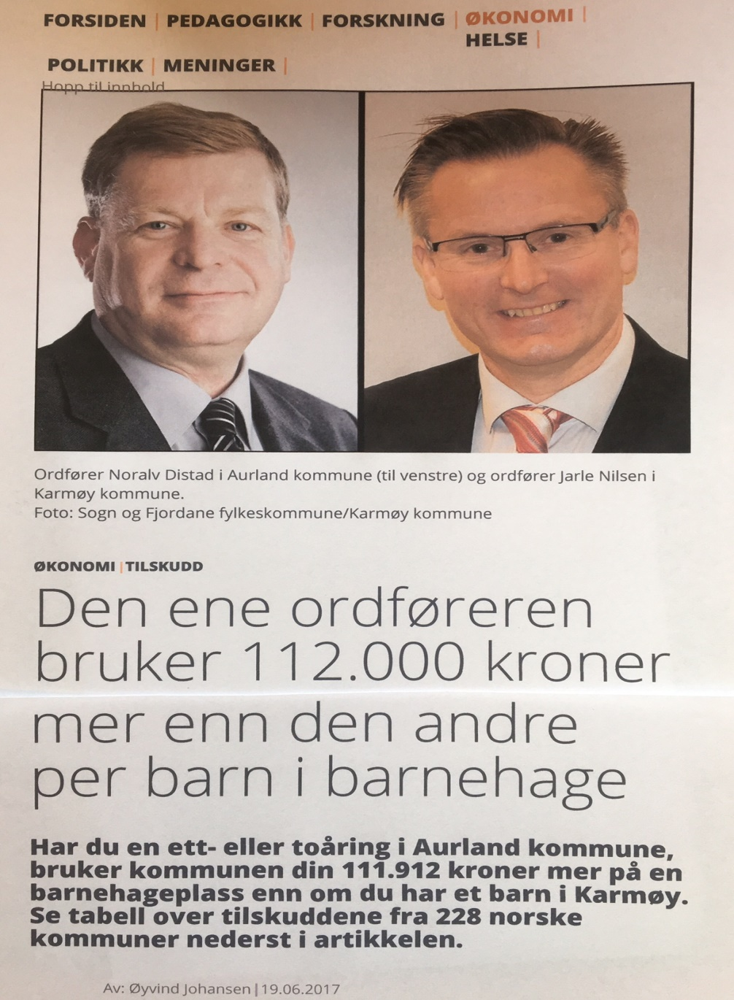 FORSIDEN | PEDAGOGIKK | FORSKNING | ØKONOMI |
HELSE |
POLITIKK | MENINGER |
Hopp til innhold
Ordfører Noralv Distad i Aurland kommune (til venstre) og ordfører Jarle Nilsen i
Karmøy kommune.
Foto: Sogn og Fjordane fylkeskommune/Karmøy kommune
ØKONOMI | TILSKUDD
Den ene ordføreren
bruker 112.000 kroner
mer enn den andre
per barn i barnehage
Har du en ett- eller toåring i Aurland kommune,
bruker kommunen din 111.912 kroner mer på en
barnehageplass enn om du har et barn i Karmøy.
Se tabell over tilskuddene fra 228 norske
kommuner nederst i artikkelen.
Av: Øyvind Johansen | 19.06.2017